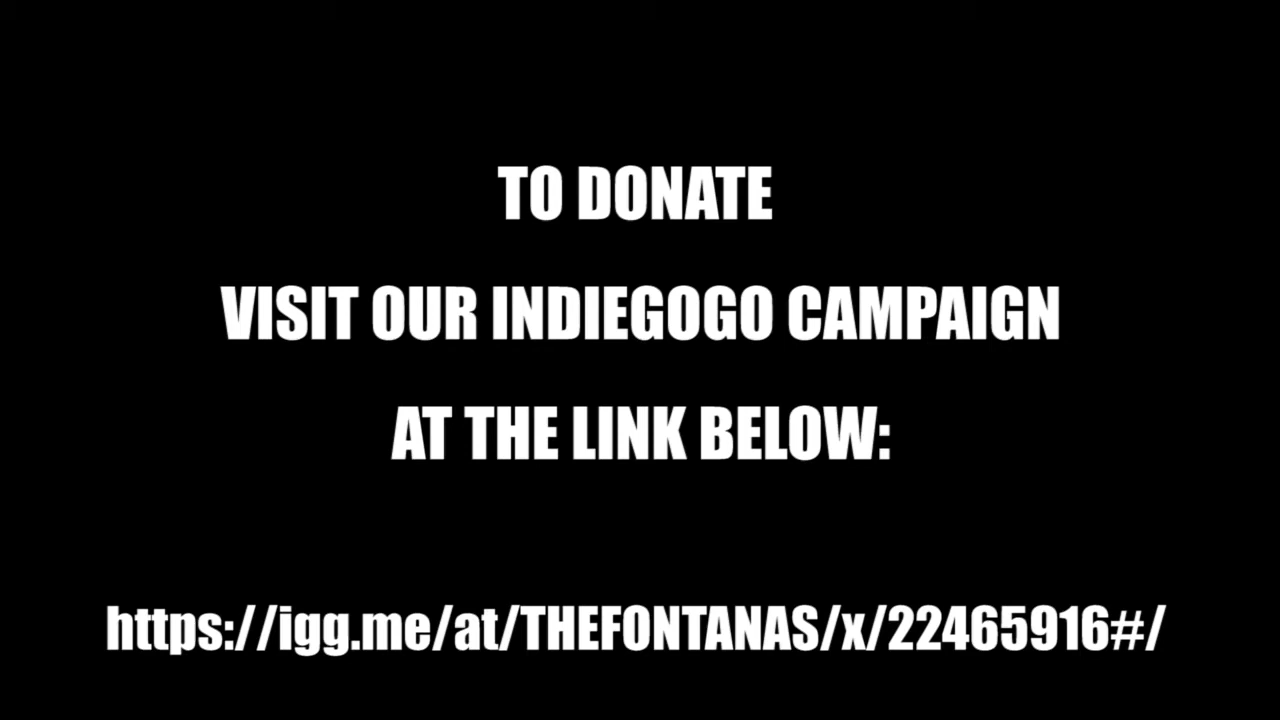 TO DONATE
VISIT OUR INDIEGOGO CAMPAIGN
AT THE LINK BELOW:
https://igg.me/at/THEFONTANAS/x/22465916#/